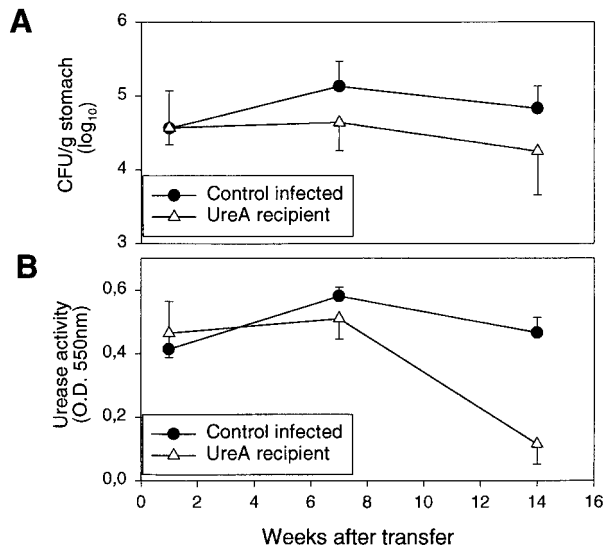 A
6
5
4
3
CFU/g stomach
(log10)
Control infected
UreA recipient
B
0,6
0,4
0,2
0,0
Urease activity
(O.D. 550nm)
Control infected
UreA recipient
0 2 4 6 8 10 12 14 16
Weeks after transfer